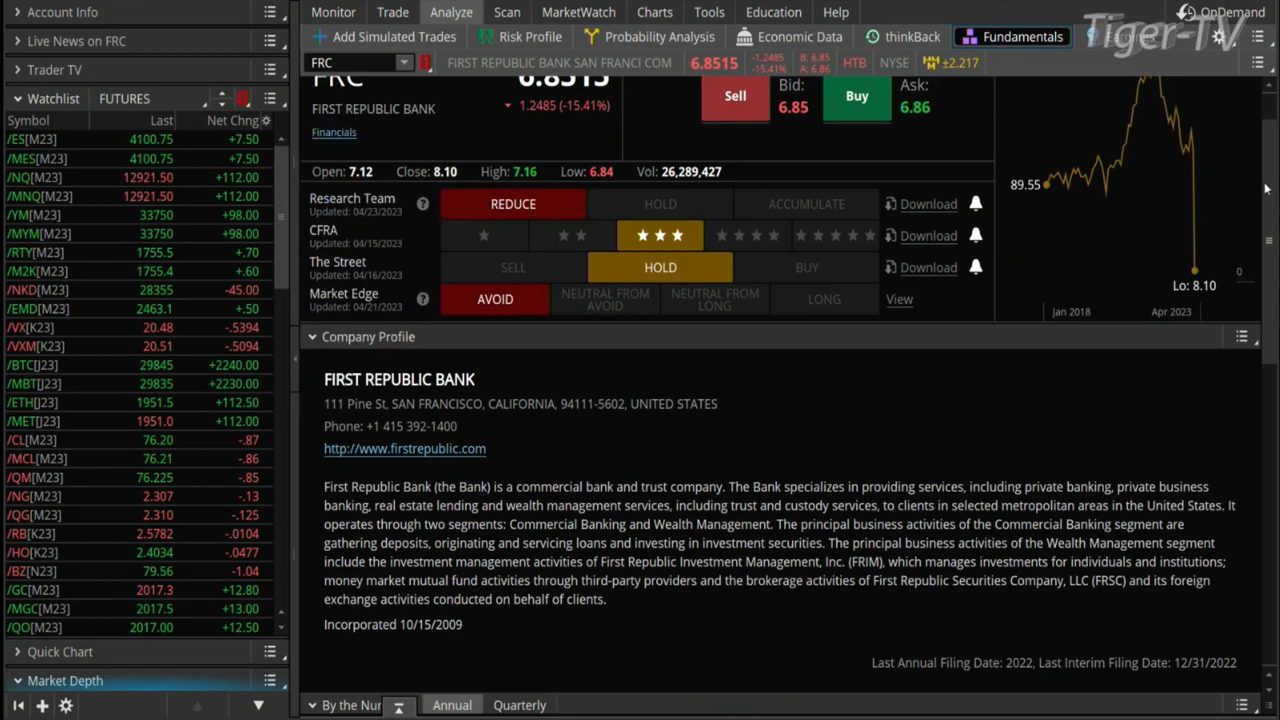 Account Info
Monitor Trade Analyze Scan MarketWatch Charts Tools Education Help OnDemand
Live News on FRC
Add Simulated Trades Risk Profile Probability Analysis Economic Data thinkBack Fundamentals
Tiger-TV
Trader TV
FRC FIRST REPUBLIC BANK SAN FRANCI COM 6.8515 -1.2485 -15.41% B: 6.85 A: 6.86 HTB NYSE ±2.217
Watchlist FUTURES
Symbol Last Net Chng
/ES[M23] 4100.75 +7.50
/MES[M23] 4100.75 +7.50
/NQ[M23] 12921.50 +112.00
/MNQ[M23] 12921.50 +112.00
/YM[M23] 33750 +98.00
/MYM[M23] 33750 +98.00
/RTY[M23] 1755.5 +.70
/M2K[M23] 1755.4 +.60
/NKD[M23] 28355 -45.00
/EMD[M23] 2463.1 +.50
/VX[K23] 20.48 -.5394
/VXM[K23] 20.51 -.5094
/BTC[J23] 29845 +2240.00
/MBT[J23] 29835 +2230.00
/ETH[J23] 1951.5 +112.50
/MET[J23] 1951.0 +112.00
/CL[M23] 76.20 -.87
/MCL[M23] 76.21 -.86
/QM[M23] 76.225 -.85
/NG[M23] 2.307 -.13
/QG[M23] 2.310 -.125
/RB[K23] 2.5782 -.0104
/HO[K23] 2.4034 -.0477
/BZ[N23] 79.56 -1.04
/GC[M23] 2017.3 +12.80
/MGC[M23] 2017.5 +13.00
/QO[M23] 2017.00 +12.50
Quick Chart
Market Depth
FRC 6.8515
FIRST REPUBLIC BANK 1.2485 (-15.41%)
Financials
Sell Bid: 6.85 Buy Ask: 6.86
Open: 7.12 Close: 8.10 High: 7.16 Low: 6.84 Vol: 26,289,427
Research Team REDUCE HOLD ACCUMULATE Download
Updated: 04/23/2023
CFRA ★ ★★ ★★★ ★★★★ ★★★★★ Download
Updated: 04/15/2023
The Street SELL HOLD BUY Download
Updated: 04/16/2023
Market Edge AVOID NEUTRAL FROM AVOID NEUTRAL FROM LONG LONG View
Updated: 04/21/2023
89.55
0
Lo: 8.10
Jan 2018 Apr 2023
Company Profile
FIRST REPUBLIC BANK
111 Pine St, SAN FRANCISCO, CALIFORNIA, 94111-5602, UNITED STATES
Phone: +1 415 392-1400
http://www.firstrepublic.com
First Republic Bank (the Bank) is a commercial bank and trust company. The Bank specializes in providing services, including private banking, private business
banking, real estate lending and wealth management services, including trust and custody services, to clients in selected metropolitan areas in the United States. It
operates through two segments: Commercial Banking and Wealth Management. The principal business activities of the Commercial Banking segment are
gathering deposits, originating and servicing loans and investing in investment securities. The principal business activities of the Wealth Management segment
include the investment management activities of First Republic Investment Management, Inc. (FRIM), which manages investments for individuals and institutions;
money market mutual fund activities through third-party providers and the brokerage activities of First Republic Securities Company, LLC (FRSC) and its foreign
exchange activities conducted on behalf of clients.
Incorporated 10/15/2009
Last Annual Filing Date: 2022, Last Interim Filing Date: 12/31/2022
By the Nur Annual Quarterly